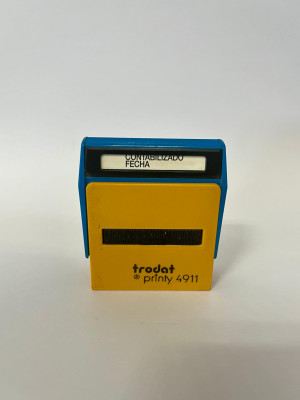 CONTABILIZADO
FECHA
trodat
® printy 4911